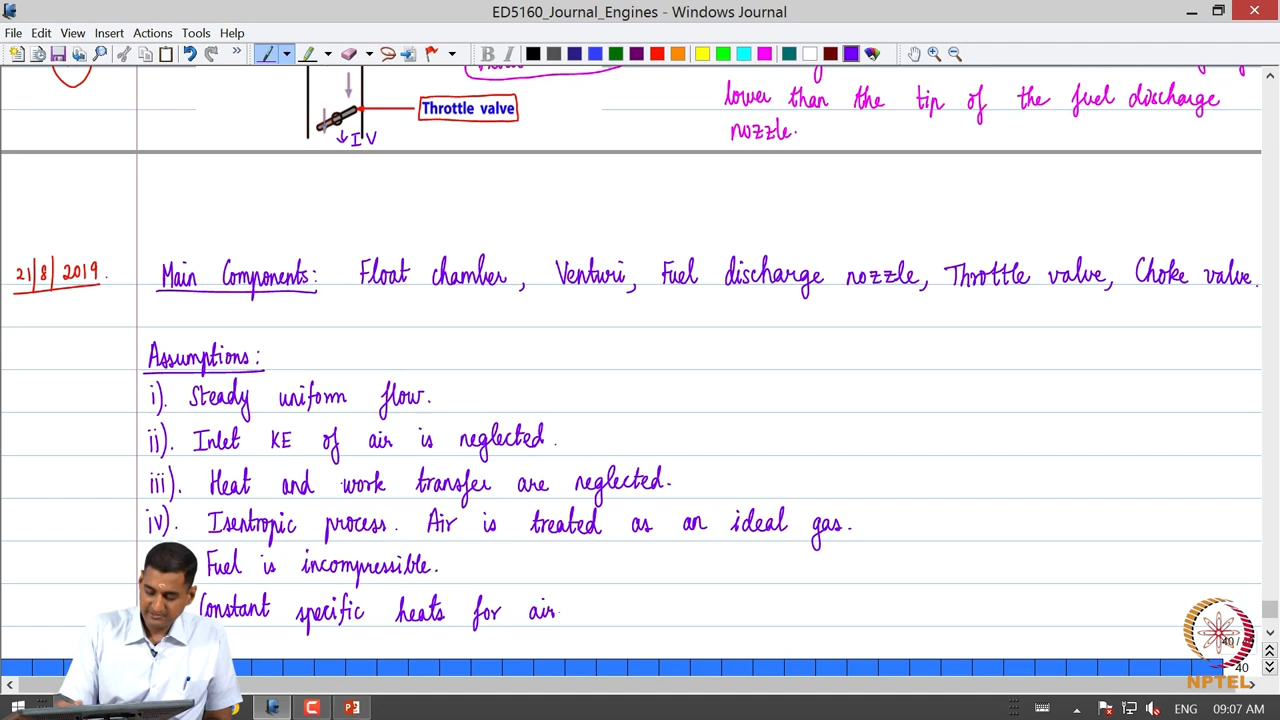 ED5160_Journal_Engines - Windows Journal
File Edit View Insert Actions Tools Help
Throttle valve
IV
lower than the tip of the fuel discharge
nozzle.
21/8/2019.
Main Components: Float chamber, Venturi, Fuel discharge nozzle, Throttle valve, Choke valve.
Assumptions:
i). Steady uniform flow.
ii). Inlet KE of air is neglected.
iii). Heat and work transfer are neglected.
iv). Isentropic process. Air is treated as an ideal gas.
Fuel is incompressible.
Constant specific heats for air
NPTEL
40
ENG 09:07 AM